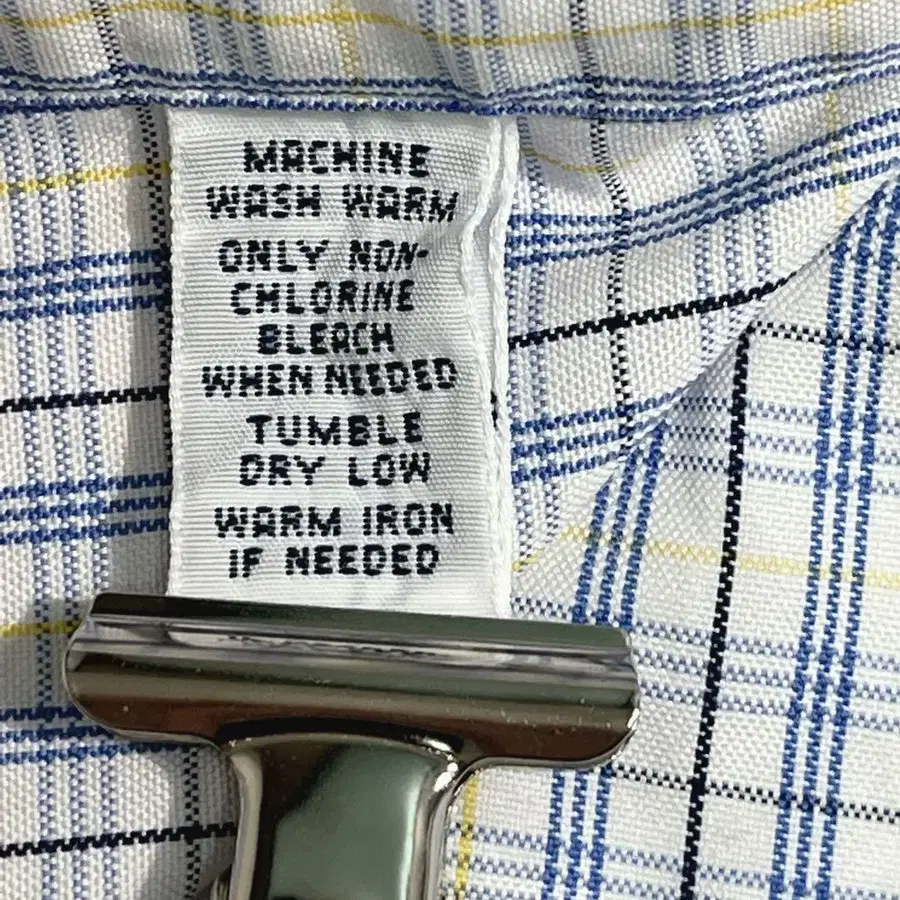 MACHINE
WASH WARM
ONLY NON-
CHLORINE
BLEACH
WHEN NEEDED
TUMBLE
DRY LOW
WARM IRON
IF NEEDED